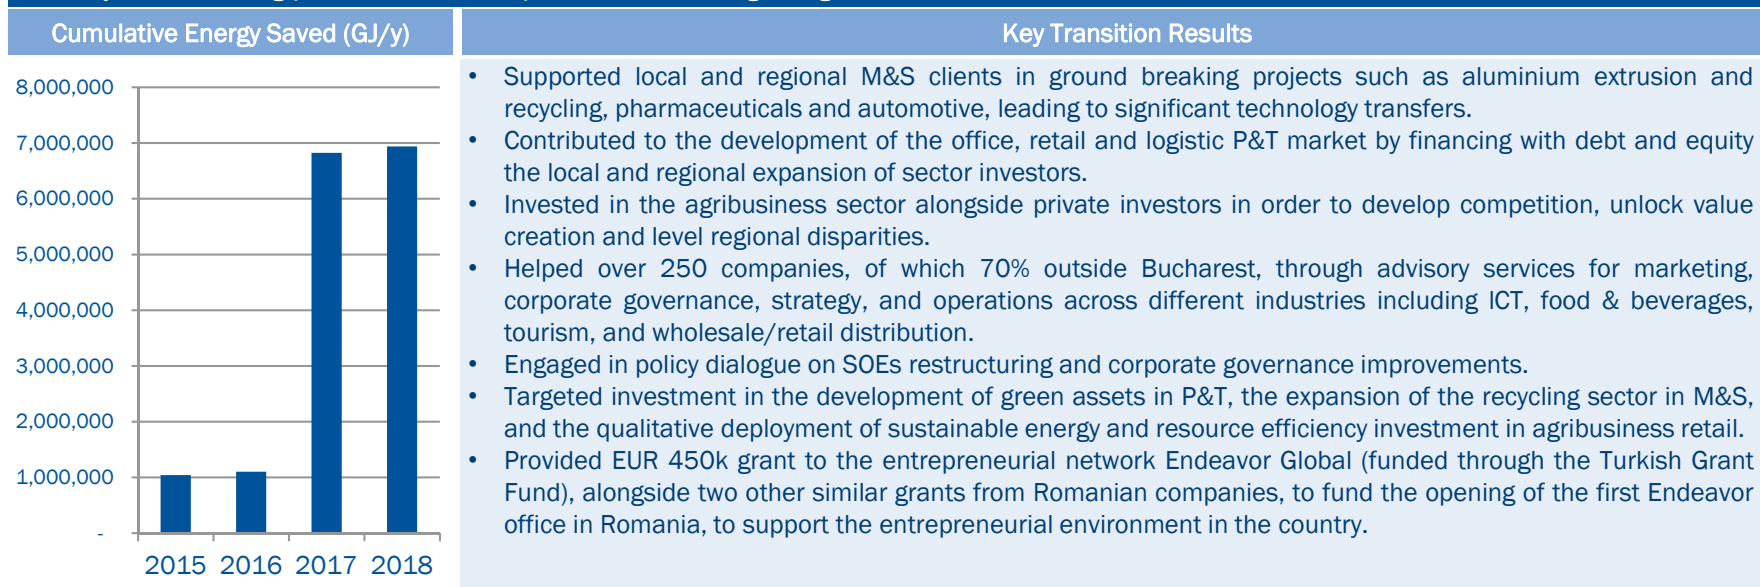 Cumulative Energy Saved (GJ/y)
8,000,000
7,000,000
6,000,000
5,000,000
4,000,000
3,000,000
2,000,000
1,000,000
-
2015 2016 2017 2018
Key Transition Results
• Supported local and regional M&S clients in ground breaking projects such as aluminium extrusion and
recycling, pharmaceuticals and automotive, leading to significant technology transfers.
• Contributed to the development of the office, retail and logistic P&T market by financing with debt and equity
the local and regional expansion of sector investors.
• Invested in the agribusiness sector alongside private investors in order to develop competition, unlock value
creation and level regional disparities.
• Helped over 250 companies, of which 70% outside Bucharest, through advisory services for marketing,
corporate governance, strategy, and operations across different industries including ICT, food & beverages,
tourism, and wholesale/retail distribution.
• Engaged in policy dialogue on SOEs restructuring and corporate governance improvements.
• Targeted investment in the development of green assets in P&T, the expansion of the recycling sector in M&S,
and the qualitative deployment of sustainable energy and resource efficiency investment in agribusiness retail.
• Provided EUR 450k grant to the entrepreneurial network Endeavor Global (funded through the Turkish Grant
Fund), alongside two other similar grants from Romanian companies, to fund the opening of the first Endeavor
office in Romania, to support the entrepreneurial environment in the country.